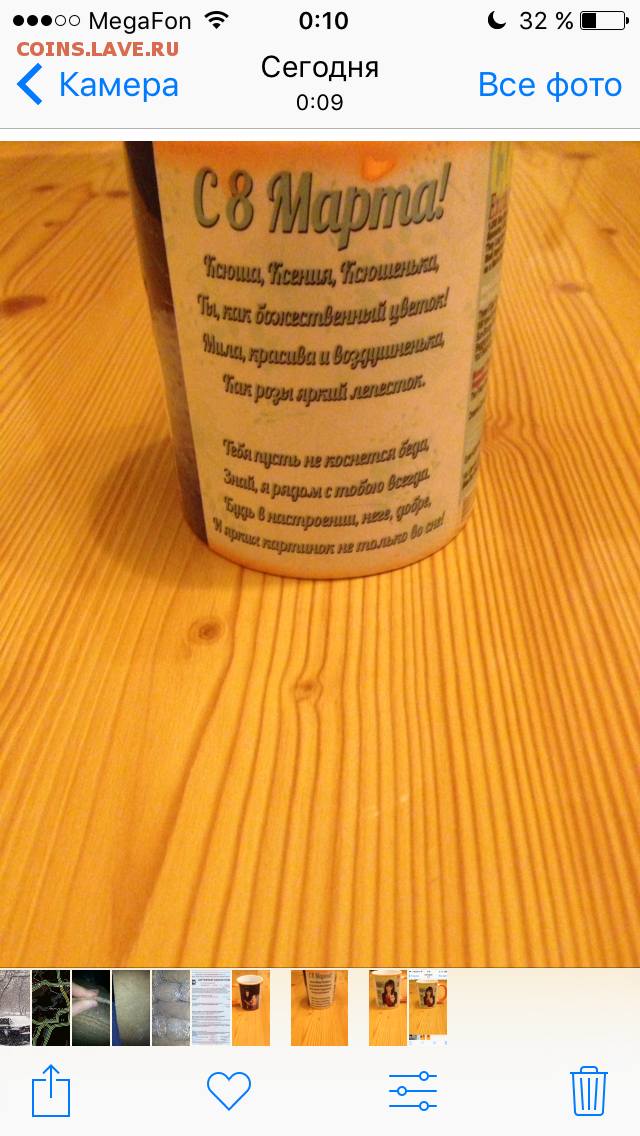 MegaFon 0:10 32 %
COINS.LAVE.RU
Камера Сегодня Все фото
0:09
С 8 Марта!
Ксюша, Ксения, Ксюшенька,
Ты, как божественный цветок!
Мила, красива и воздушненька,
Как розы яркий лепесток.
Тебя пусть не коснется беда,
Знай, я рядом с тобою всегда.
Будь в настроении, неге, добре,
И ярких картинок не только во сне!